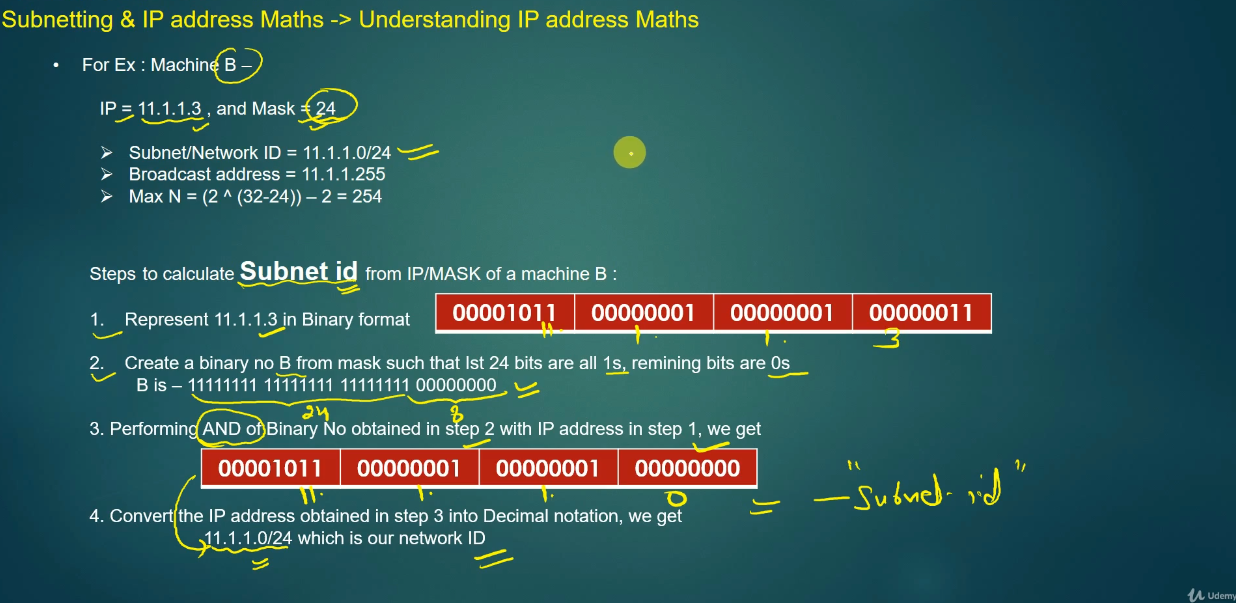 Subnetting & IP address Maths -> Understanding IP address Maths
• For Ex : Machine B –
IP = 11.1.1.3 , and Mask = 24
➢ Subnet/Network ID = 11.1.1.0/24
➢ Broadcast address = 11.1.1.255
➢ Max N = (2 ^ (32-24)) – 2 = 254
Steps to calculate Subnet id from IP/MASK of a machine B :
1. Represent 11.1.1.3 in Binary format
00001011 00000001 00000001 00000011
11 1. 1. 3
2. Create a binary no B from mask such that Ist 24 bits are all 1s, remining bits are 0s
B is – 11111111 11111111 11111111 00000000
24 8
3. Performing AND of Binary No obtained in step 2 with IP address in step 1, we get
00001011 00000001 00000001 00000000
11. 1. 1. 0
— "Subnet id"
4. Convert the IP address obtained in step 3 into Decimal notation, we get
11.1.1.0/24 which is our network ID
Udemy